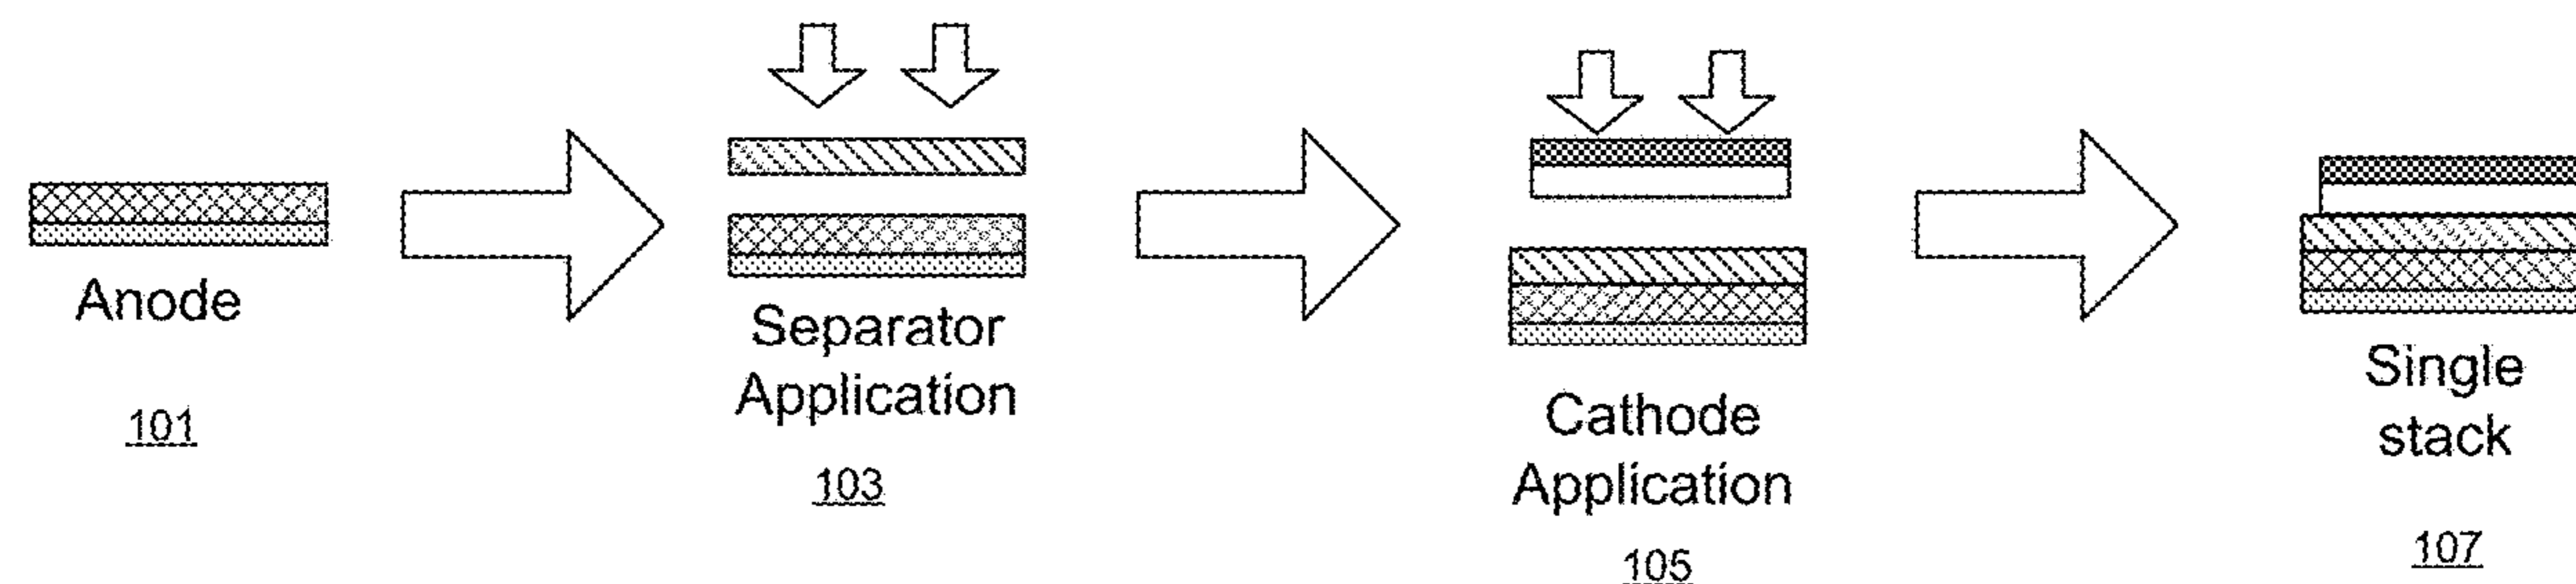 Anode
101
Separator
Application
103
Cathode
Application
105
Single
stack
107